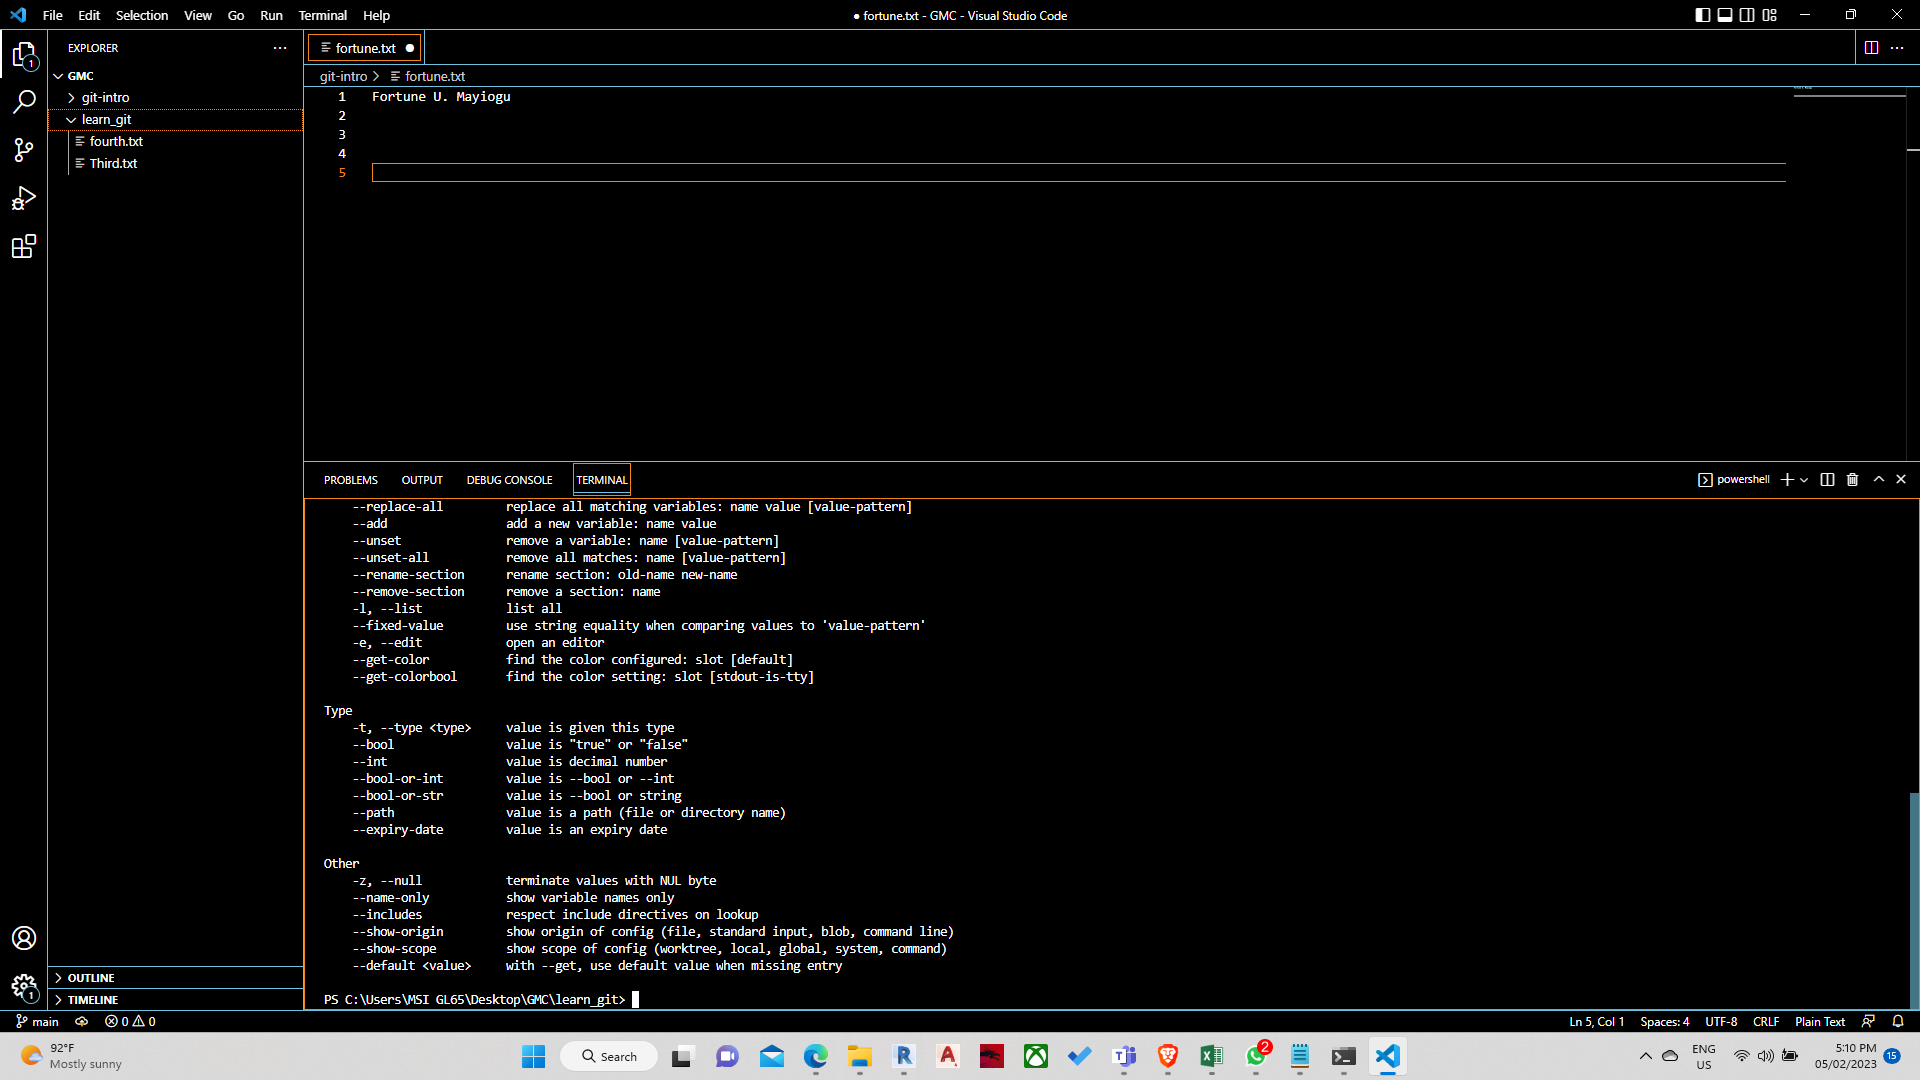 File Edit Selection View Go Run Terminal Help
● fortune.txt - GMC - Visual Studio Code
EXPLORER
1
GMC
git-intro
learn_git
fourth.txt
Third.txt
fortune.txt
git-intro > fortune.txt
1 Fortune U. Mayiogu
2
3
4
5
PROBLEMS OUTPUT DEBUG CONSOLE TERMINAL
powershell
--replace-all replace all matching variables: name value [value-pattern]
--add add a new variable: name value
--unset remove a variable: name [value-pattern]
--unset-all remove all matches: name [value-pattern]
--rename-section rename section: old-name new-name
--remove-section remove a section: name
-l, --list list all
--fixed-value use string equality when comparing values to 'value-pattern'
-e, --edit open an editor
--get-color find the color configured: slot [default]
--get-colorbool find the color setting: slot [stdout-is-tty]
Type
-t, --type <type> value is given this type
--bool value is "true" or "false"
--int value is decimal number
--bool-or-int value is --bool or --int
--bool-or-str value is --bool or string
--path value is a path (file or directory name)
--expiry-date value is an expiry date
Other
-z, --null terminate values with NUL byte
--name-only show variable names only
--includes respect include directives on lookup
--show-origin show origin of config (file, standard input, blob, command line)
--show-scope show scope of config (worktree, local, global, system, command)
--default <value> with --get, use default value when missing entry
PS C:\Users\MSI GL65\Desktop\GMC\learn_git>
OUTLINE
TIMELINE
1
main 0 0
Ln 5, Col 1 Spaces: 4 UTF-8 CRLF Plain Text
92°F
Mostly sunny
Search
2
ENG
US
5:10 PM
05/02/2023
15